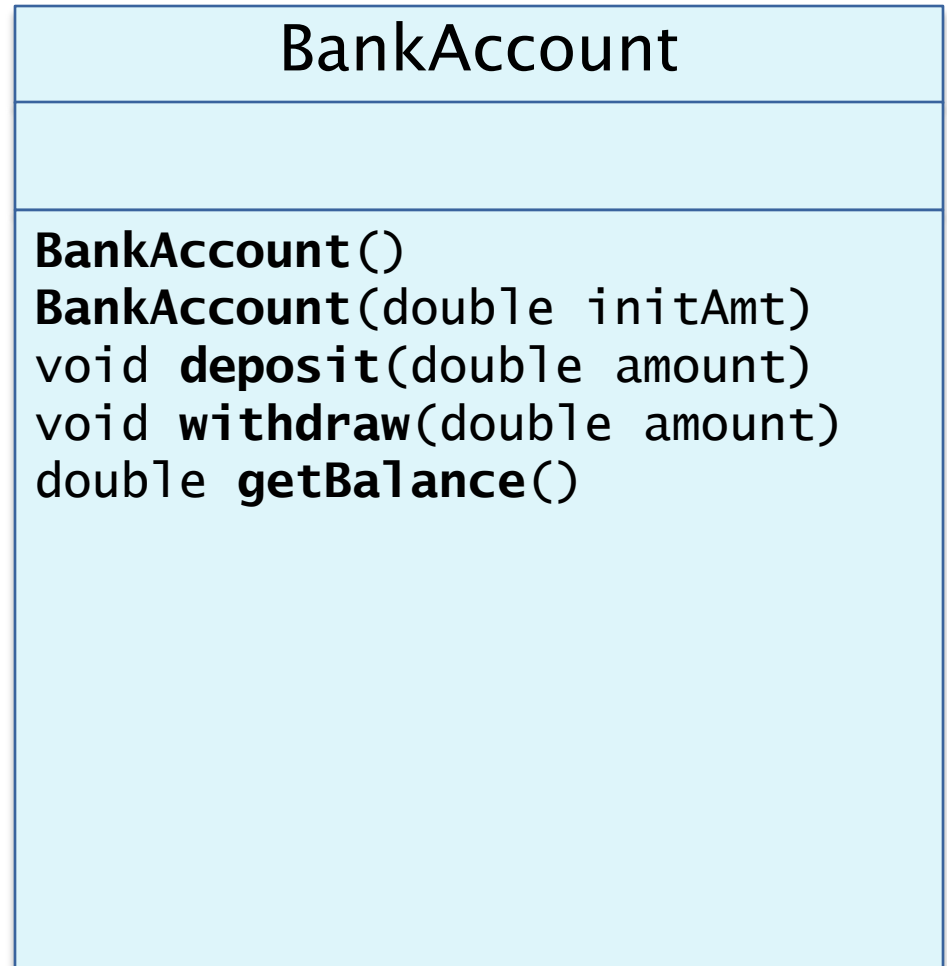 BankAccount
BankAccount()
BankAccount(double initAmt)
void deposit(double amount)
void withdraw(double amount)
double getBalance()